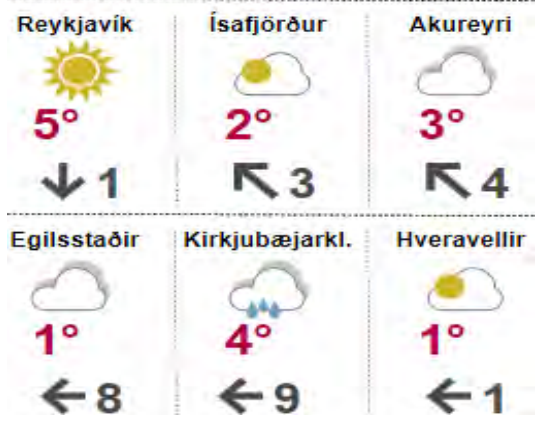 Reykjavík Ísafjörður Akureyri
5° 2° 3°
1 3 4
Egilsstaðir Kirkjubæjarkl. Hveravellir
1° 4° 1°
8 9 1